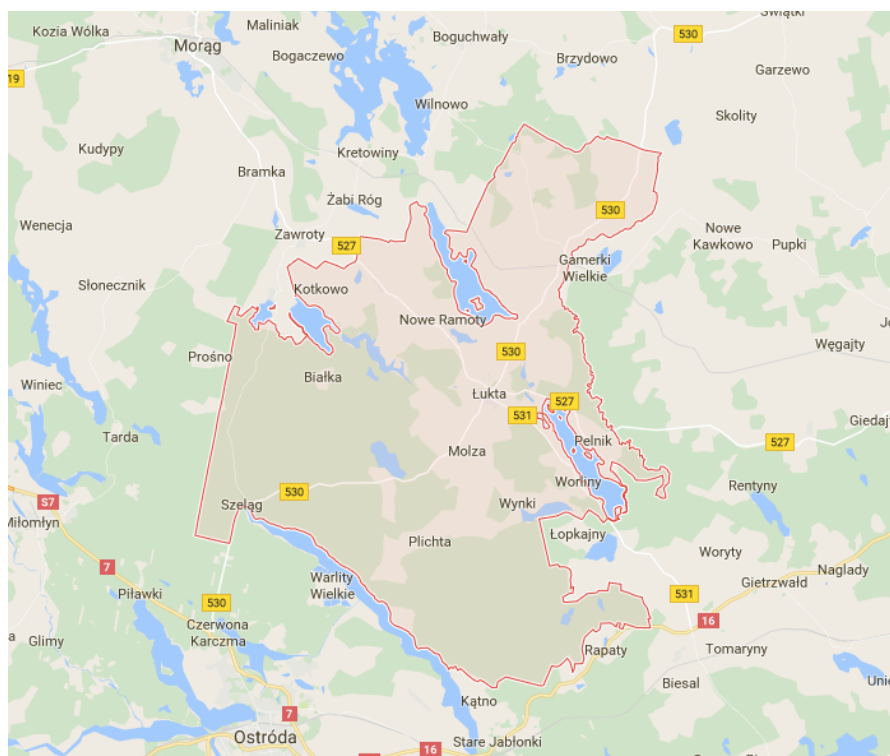 Kozia Wólka
Maliniak
Świątki
Morąg
Boguchwały
530
Bogaczewo
Brzydowo
Garzewo
19
Wilnowo
Skolity
Kudypy
Kretowiny
Bramka
Żabi Róg
530
Wenecja
Zawroty
527
Nowe
Kawkowo
Pupki
Gamerki
Wielkie
Słonecznik
Kotkowo
Nowe Ramoty
Węgajty
530
Prośno
Białka
Winiec
Łukta
527
531
Giedajt
Tarda
Pelnik
527
Molza
Worliny
Rentyny
530
S7
Szeląg
Wynki
Miłomłyn
Łopkajny
Plichta
Woryty
7
Naglady
Warlity
Wielkie
Gietrzwałd
Piławki
530
531
Czerwona
Karczma
16
Glimy
Rapaty
Tomaryny
Biesal
Unie
Kątno
7
Ostróda
Stare Jabłonki
16